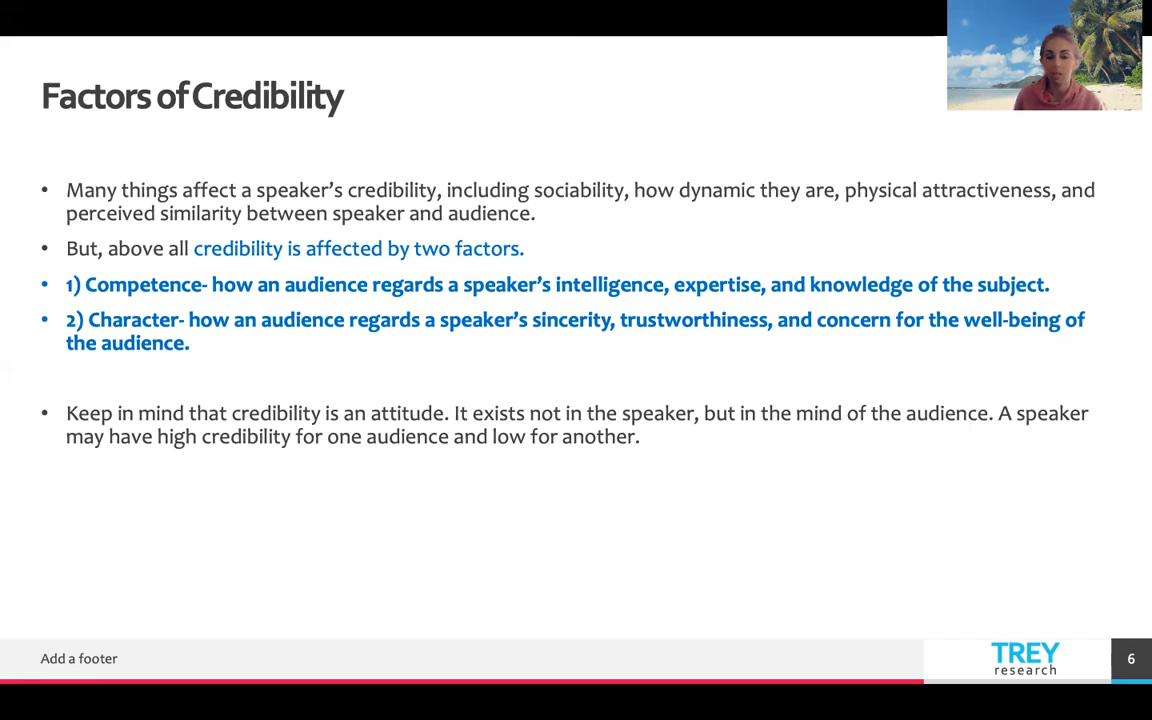 Factors of Credibility
• Many things affect a speaker’s credibility, including sociability, how dynamic they are, physical attractiveness, and
perceived similarity between speaker and audience.
• But, above all credibility is affected by two factors.
• 1) Competence- how an audience regards a speaker’s intelligence, expertise, and knowledge of the subject.
• 2) Character- how an audience regards a speaker’s sincerity, trustworthiness, and concern for the well-being of
the audience.
• Keep in mind that credibility is an attitude. It exists not in the speaker, but in the mind of the audience. A speaker
may have high credibility for one audience and low for another.
Add a footer
TREY
research
6